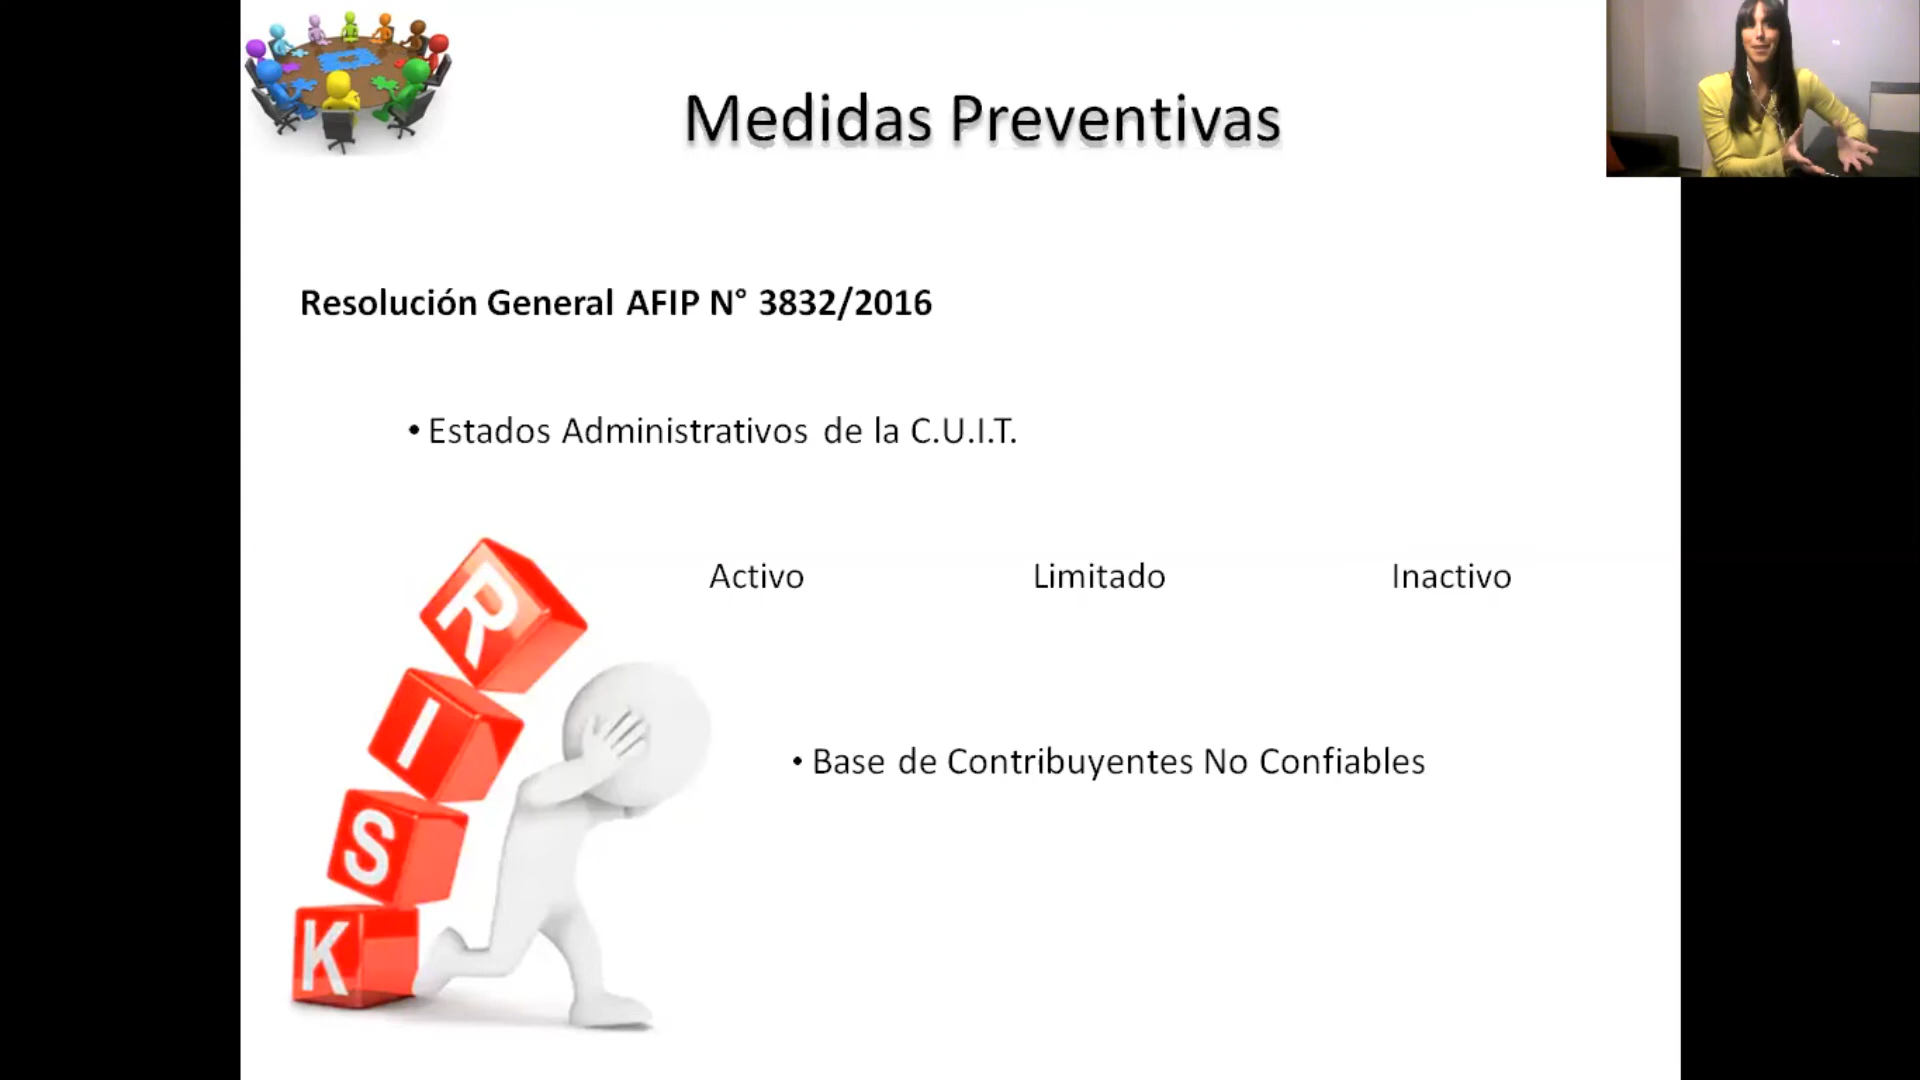 Medidas Preventivas
Resolución General AFIP N° 3832/2016
• Estados Administrativos de la C.U.I.T.
Activo Limitado Inactivo
• Base de Contribuyentes No Confiables
R
I
S
K